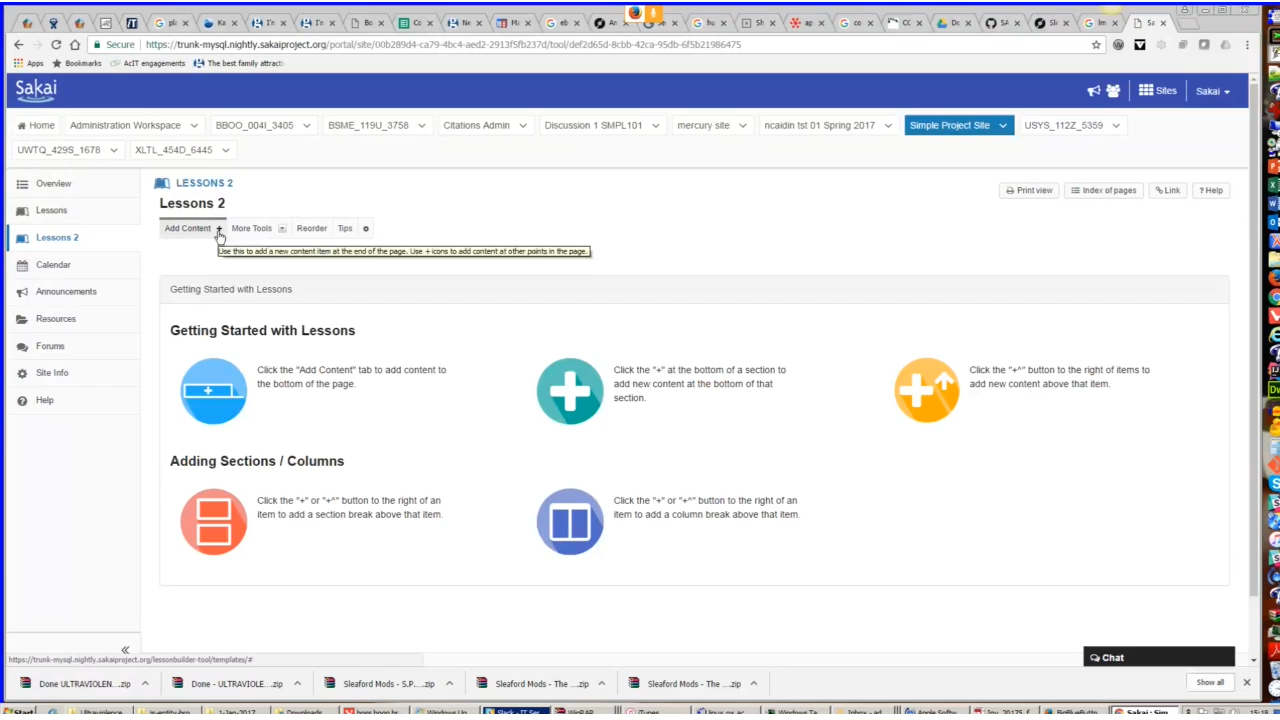 Secure
https://trunk-mysql.nightly.sakaiproject.org/portal/site/00b289d4-ca79-4bc4-aed2-2913f5fb237d/tool/def2d65d-8cbb-42ca-95db-6f5b21986475
Apps Bookmarks AcIT engagements The best family attract
Sakai
Sites
Sakai
Home Administration Workspace BBOO_004I_3405 BSME_119U_3758 Citations Admin Discussion 1 SMPL101 mercury site ncaidin tst 01 Spring 2017 Simple Project Site USYS_112Z_5359
UWTQ_429S_1678 XLTL_454D_6445
Overview
Lessons
Lessons 2
Calendar
Announcements
Resources
Forums
Site Info
Help
LESSONS 2
Print view Index of pages Link ? Help
Lessons 2
Add Content + More Tools Reorder Tips
Use this to add a new content item at the end of the page. Use + icons to add content at other points in the page.
Getting Started with Lessons
Getting Started with Lessons
Click the "Add Content" tab to add content to
the bottom of the page.
Click the "+" at the bottom of a section to
add new content at the bottom of that
section.
Click the "+^" button to the right of items to
add new content above that item.
Adding Sections / Columns
Click the "+" or "+^" button to the right of an
item to add a section break above that item.
Click the "+" or "+^" button to the right of an
item to add a column break above that item.
«
https://trunk-mysql.nightly.sakaiproject.org/lessonbuilder-tool/templates/#
Chat
Done ULTRAVIOLEN....zip
Done - ULTRAVIOLE....zip
Sleaford Mods - S.P....zip
Sleaford Mods - The ....zip
Sleaford Mods - The ....zip
Show all
Start
1-Jan-2017
Downloads
WinRAR
iTunes
15:18